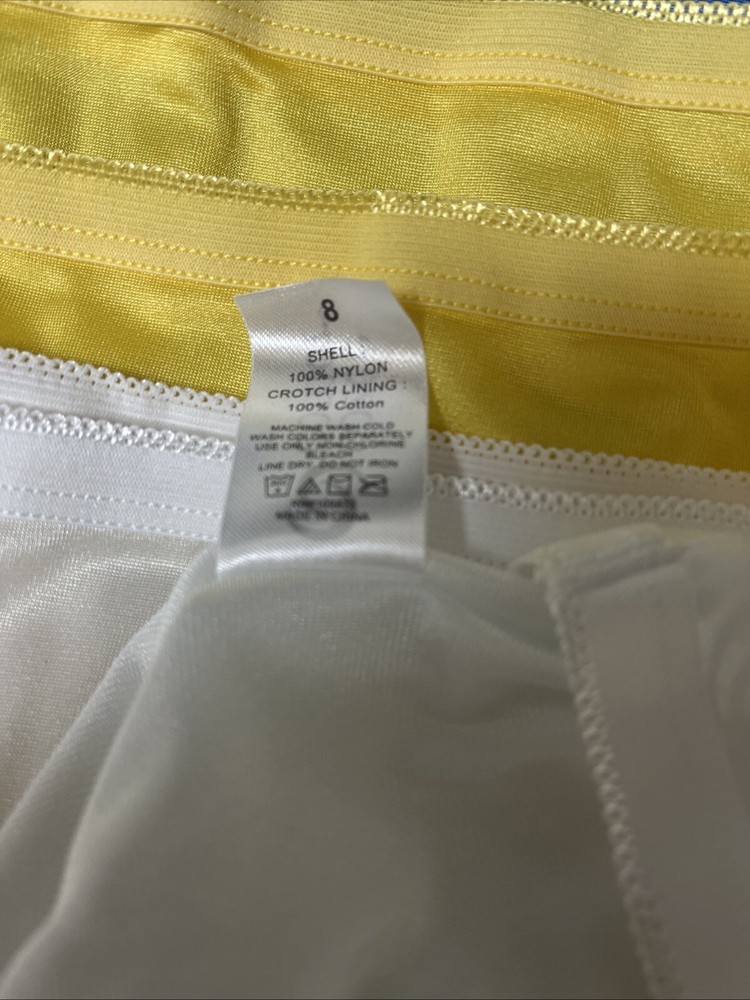 8
SHELL :
100% NYLON
CROTCH LINING :
100% Cotton
MACHINE WASH COLD
WASH COLORS SEPARATELY
USE ONLY NON-CHLORINE
BLEACH
LINE DRY. DO NOT IRON
MADE IN CHINA